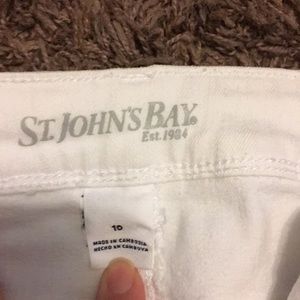 ST. JOHN'S BAY®
Est. 1984
10
MADE IN CAMBODIA
HECHO EN CAMBOYA